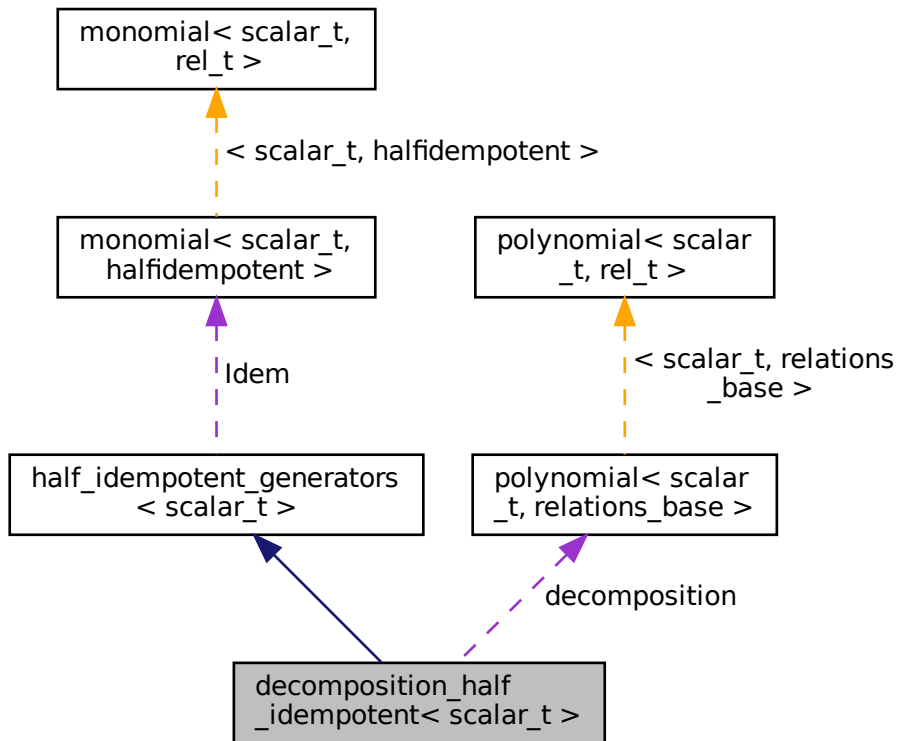 monomial< scalar_t,
rel_t >
< scalar_t, halfidempotent >
monomial< scalar_t,
halfidempotent >
polynomial< scalar
_t, rel_t >
Idem
< scalar_t, relations
_base >
half_idempotent_generators
< scalar_t >
polynomial< scalar
_t, relations_base >
decomposition
decomposition_half
_idempotent< scalar_t >